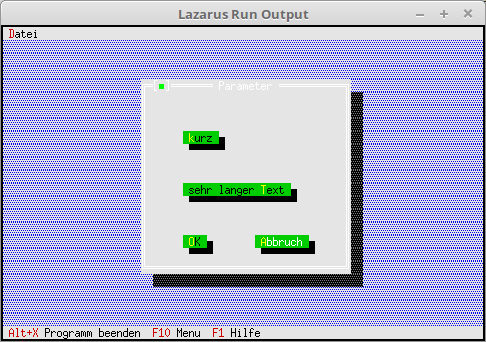 Lazarus Run Output
Datei
Parameter
kurz
sehr langer Text
OK
Abbruch
Alt+X Programm beenden F10 Menu F1 Hilfe